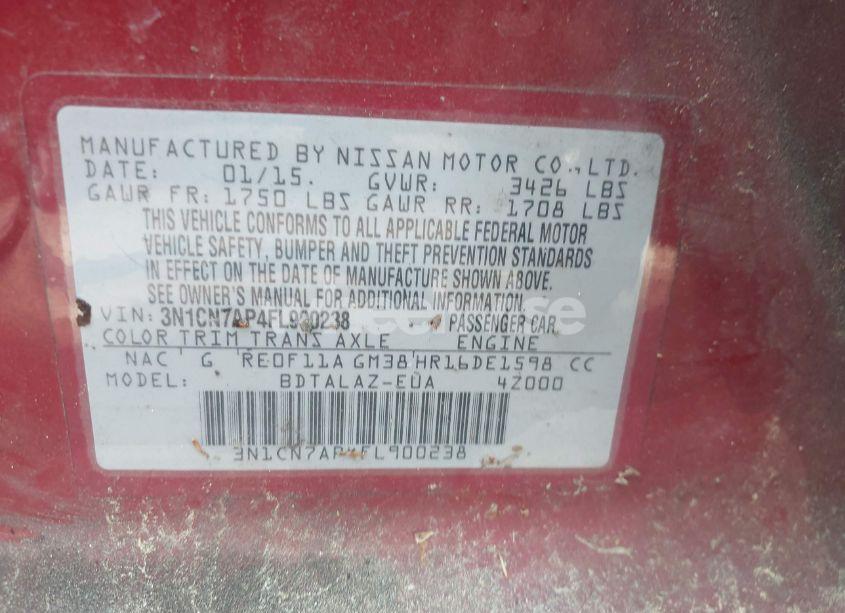 MANUFACTURED BY NISSAN MOTOR CO.,LTD.
DATE: 01/15. GVWR: 3426 LBS
GAWR FR: 1750 LBS GAWR RR: 1708 LBS
THIS VEHICLE CONFORMS TO ALL APPLICABLE FEDERAL MOTOR
VEHICLE SAFETY, BUMPER AND THEFT PREVENTION STANDARDS
IN EFFECT ON THE DATE OF MANUFACTURE SHOWN ABOVE.
SEE OWNER'S MANUAL FOR ADDITIONAL INFORMATION.
VIN: 3N1CN7AP4FL900238 PASSENGER CAR
COLOR TRIM TRANS AXLE ENGINE
NAC G RE0F11A GM38 HR16DE1598 CC
MODEL: BDTALAZ-EUA 4Z000
3N1CN7AP4FL900238